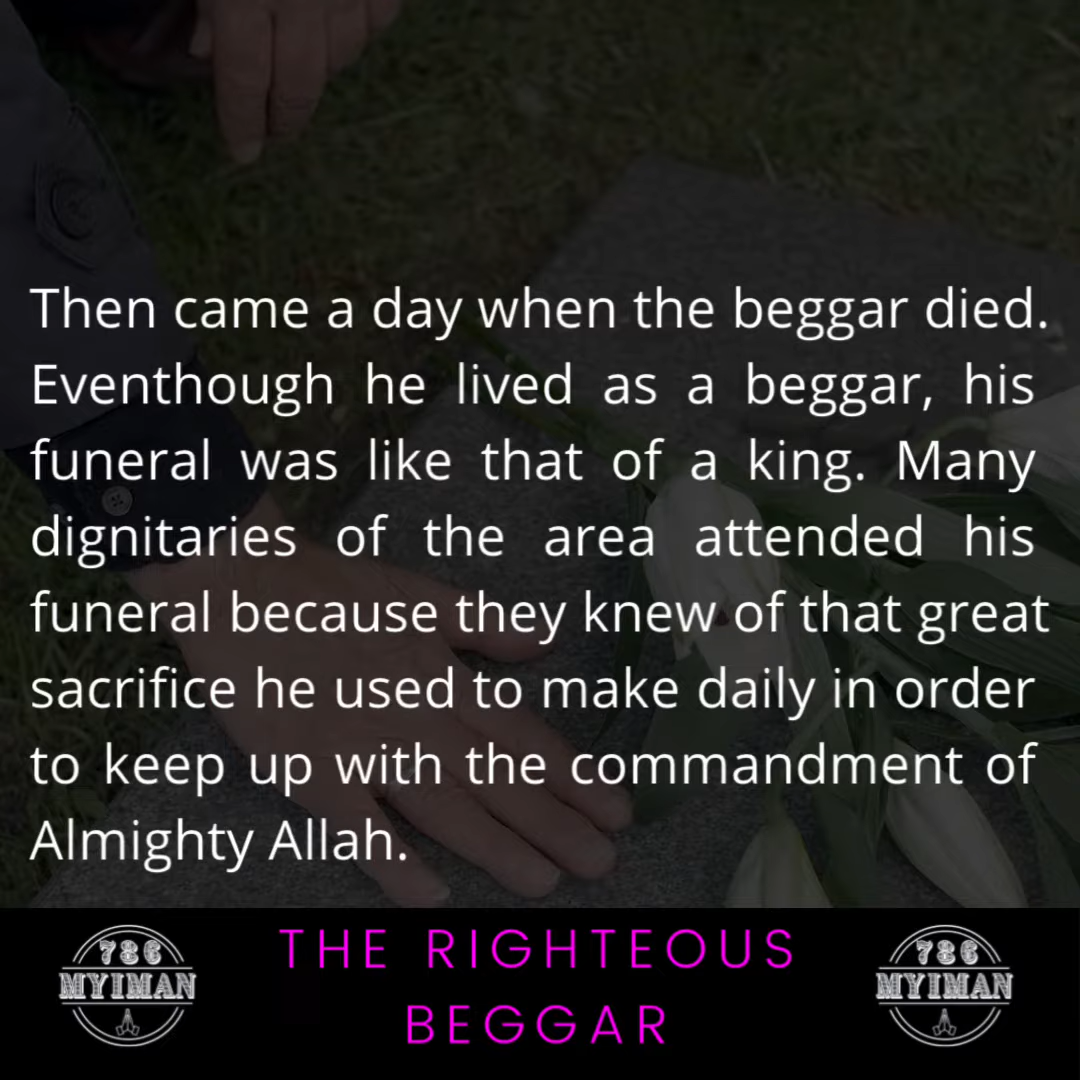 Then came a day when the beggar died.
Eventhough he lived as a beggar, his
funeral was like that of a king. Many
dignitaries of the area attended his
funeral because they knew of that great
sacrifice he used to make daily in order
to keep up with the commandment of
Almighty Allah.
786
MYIMAN
THE RIGHTEOUS
BEGGAR
786
MYIMAN